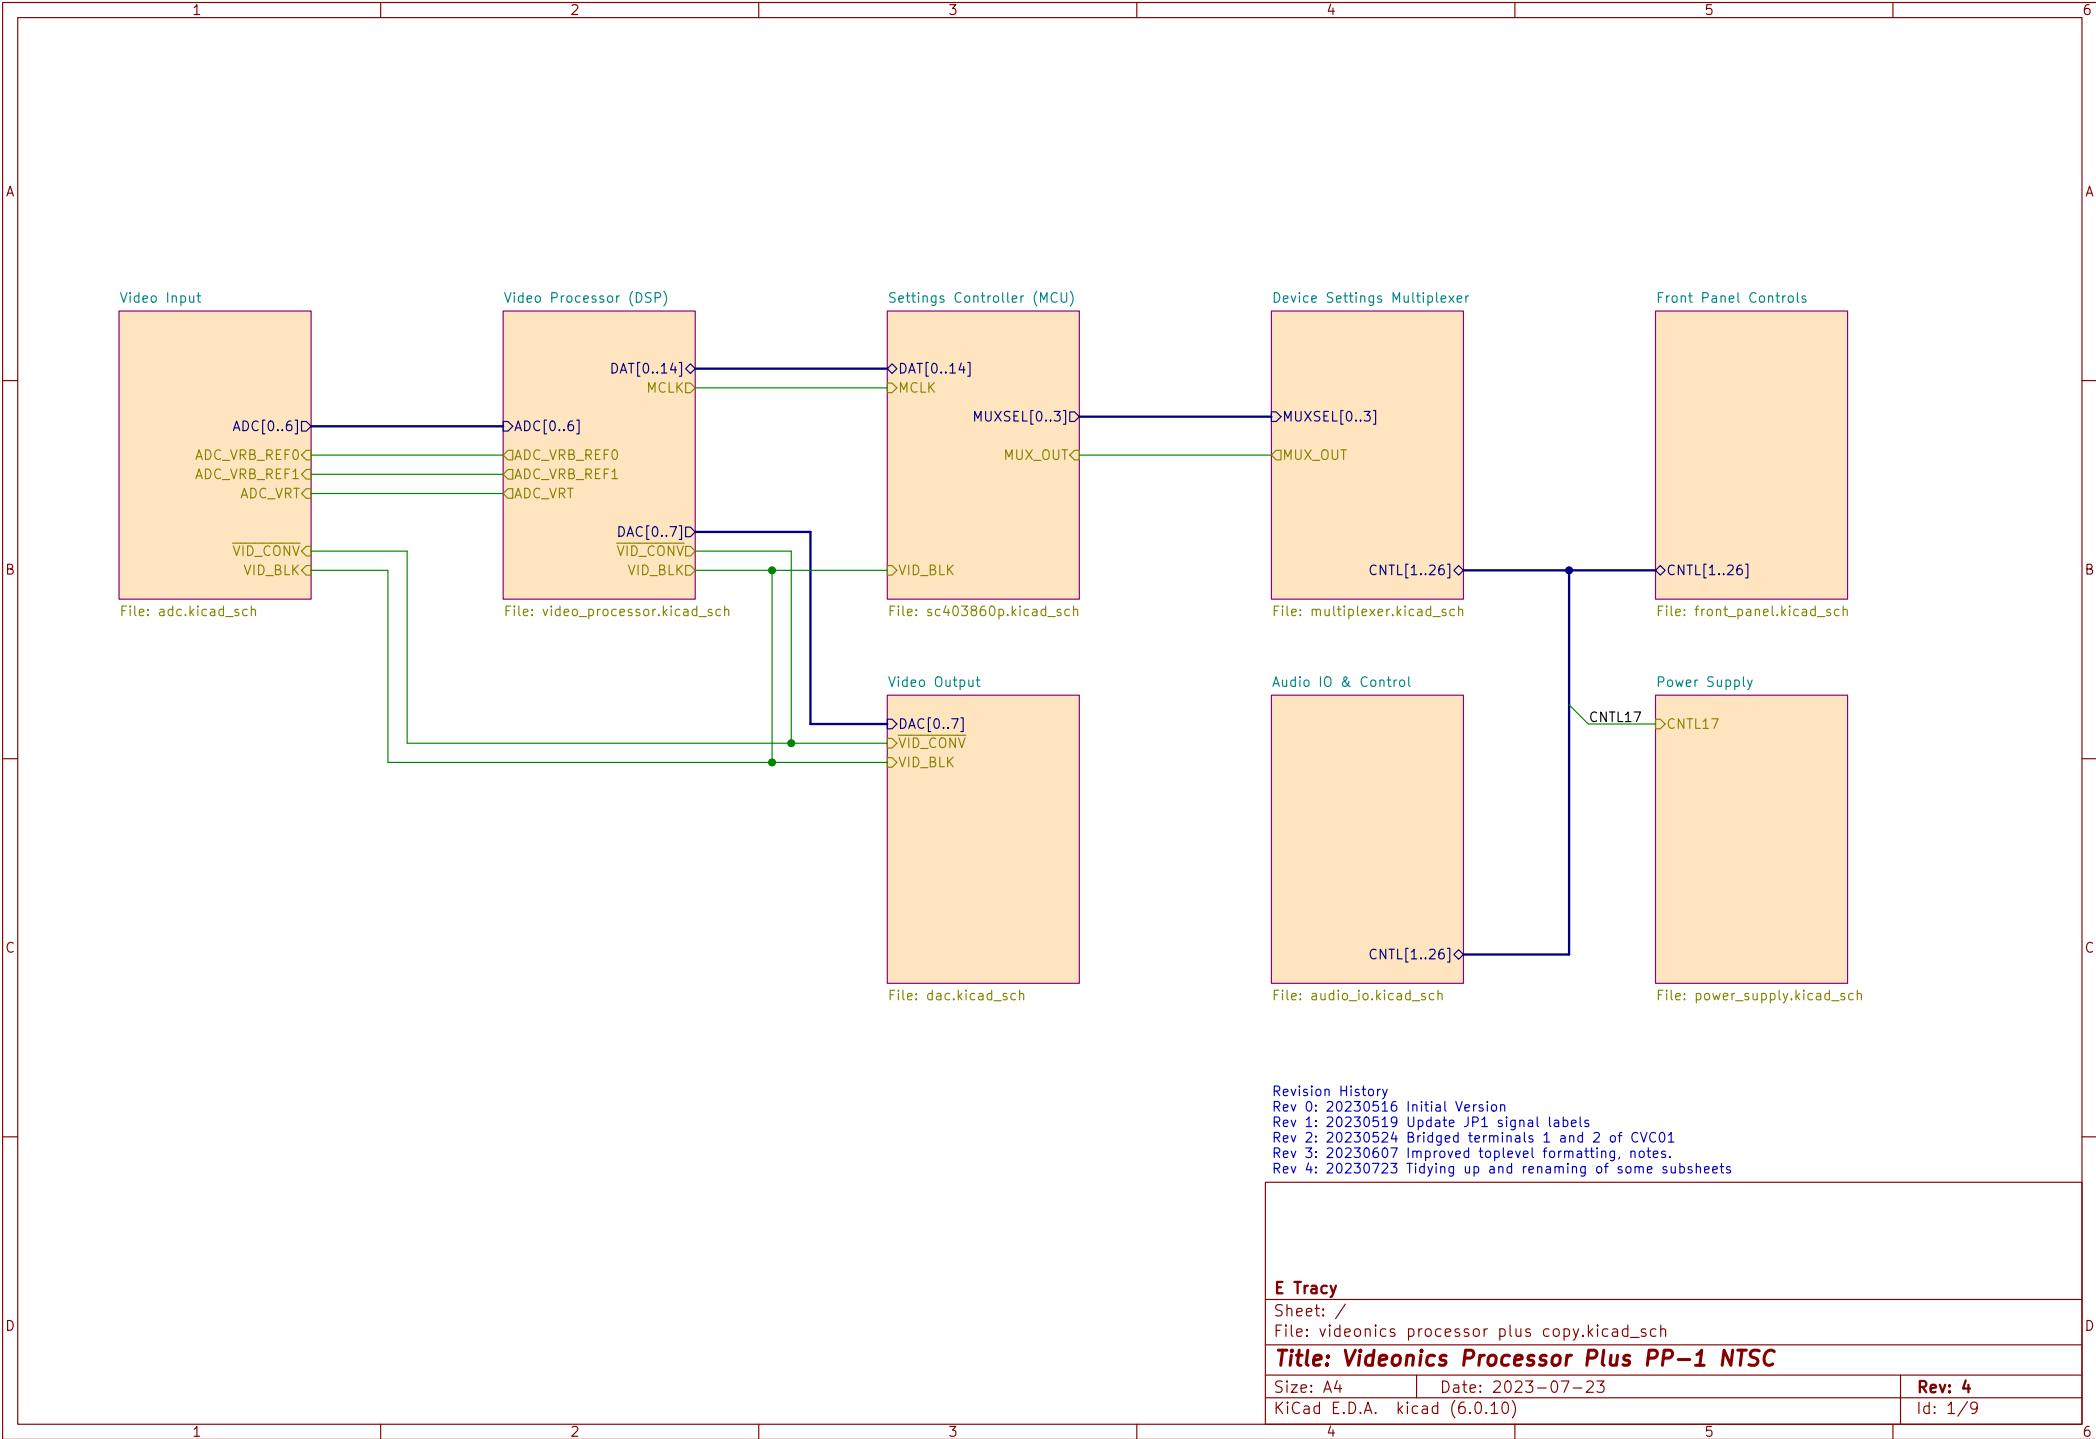 1 2 3 4 5 6
A A
B B
C C
D D
Video Input
ADC[0..6]
ADC_VRB_REF0
ADC_VRB_REF1
ADC_VRT
VID_CONV
VID_BLK
File: adc.kicad_sch
Video Processor (DSP)
DAT[0..14]
MCLK
ADC[0..6]
ADC_VRB_REF0
ADC_VRB_REF1
ADC_VRT
DAC[0..7]
VID_CONV
VID_BLK
File: video_processor.kicad_sch
Settings Controller (MCU)
DAT[0..14]
MCLK
MUXSEL[0..3]
MUX_OUT
VID_BLK
File: sc403860p.kicad_sch
Device Settings Multiplexer
MUXSEL[0..3]
MUX_OUT
CNTL[1..26]
File: multiplexer.kicad_sch
Front Panel Controls
CNTL[1..26]
File: front_panel.kicad_sch
Video Output
DAC[0..7]
VID_CONV
VID_BLK
File: dac.kicad_sch
Audio IO & Control
CNTL[1..26]
File: audio_io.kicad_sch
Power Supply
CNTL17
CNTL17
File: power_supply.kicad_sch
Revision History
Rev 0: 20230516 Initial Version
Rev 1: 20230519 Update JP1 signal labels
Rev 2: 20230524 Bridged terminals 1 and 2 of CVC01
Rev 3: 20230607 Improved toplevel formatting, notes.
Rev 4: 20230723 Tidying up and renaming of some subsheets
E Tracy
Sheet: /
File: videonics processor plus copy.kicad_sch
Title: Videonics Processor Plus PP-1 NTSC
Size: A4 Date: 2023-07-23 Rev: 4
KiCad E.D.A. kicad (6.0.10) Id: 1/9
1 2 3 4 5 6